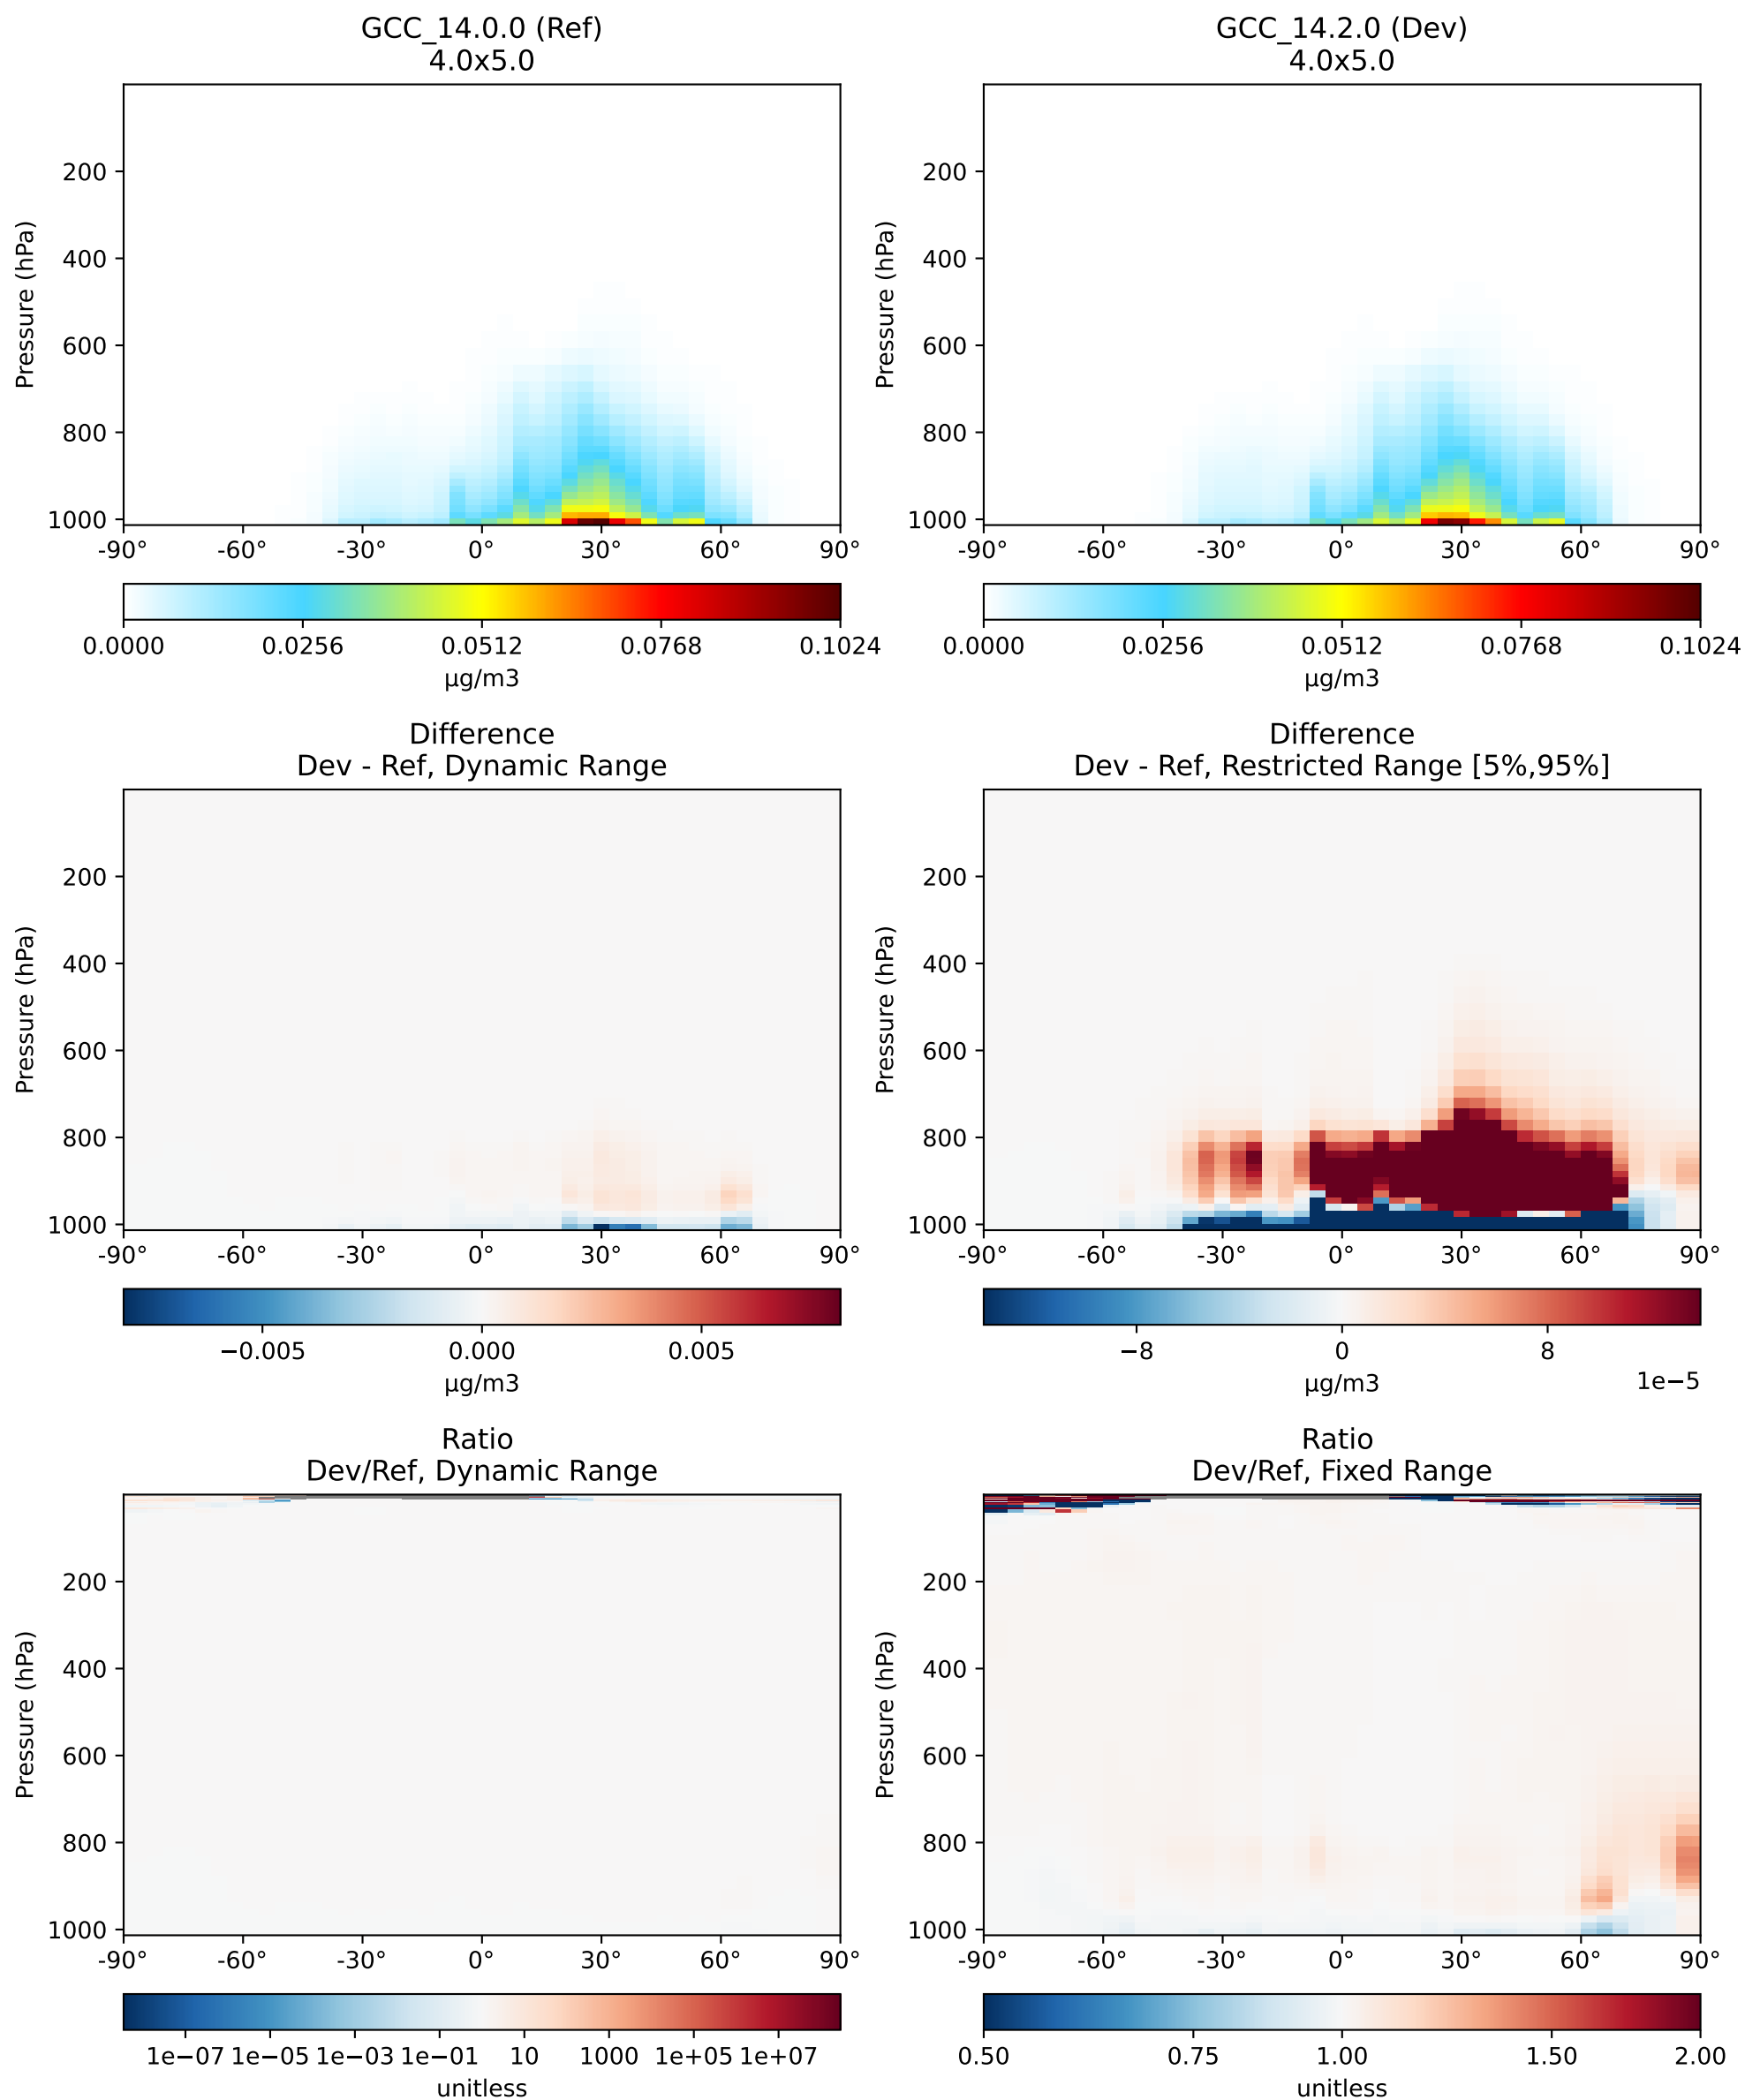 GCC_14.0.0 (Ref)
4.0x5.0
Pressure (hPa)
200
400
600
800
1000
-90° -60° -30° 0° 30° 60° 90°
0.0000 0.0256 0.0512 0.0768 0.1024
µg/m3
GCC_14.2.0 (Dev)
4.0x5.0
Pressure (hPa)
200
400
600
800
1000
-90° -60° -30° 0° 30° 60° 90°
0.0000 0.0256 0.0512 0.0768 0.1024
µg/m3
Difference
Dev - Ref, Dynamic Range
Pressure (hPa)
200
400
600
800
1000
-90° -60° -30° 0° 30° 60° 90°
−0.005 0.000 0.005
µg/m3
Difference
Dev - Ref, Restricted Range [5%,95%]
Pressure (hPa)
200
400
600
800
1000
-90° -60° -30° 0° 30° 60° 90°
−8 0 8
µg/m3
1e−5
Ratio
Dev/Ref, Dynamic Range
Pressure (hPa)
200
400
600
800
1000
-90° -60° -30° 0° 30° 60° 90°
1e−07 1e−05 1e−03 1e−01 10 1000 1e+05 1e+07
unitless
Ratio
Dev/Ref, Fixed Range
Pressure (hPa)
200
400
600
800
1000
-90° -60° -30° 0° 30° 60° 90°
0.50 0.75 1.00 1.50 2.00
unitless